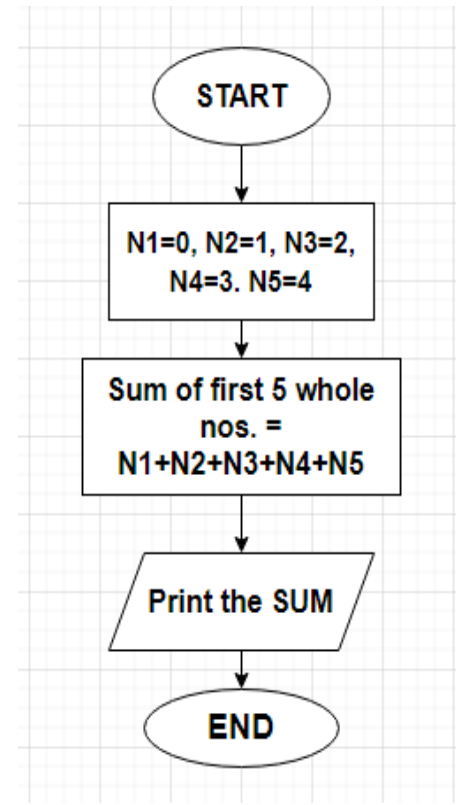 START
N1=0, N2=1, N3=2,
N4=3. N5=4
Sum of first 5 whole
nos. =
N1+N2+N3+N4+N5
Print the SUM
END